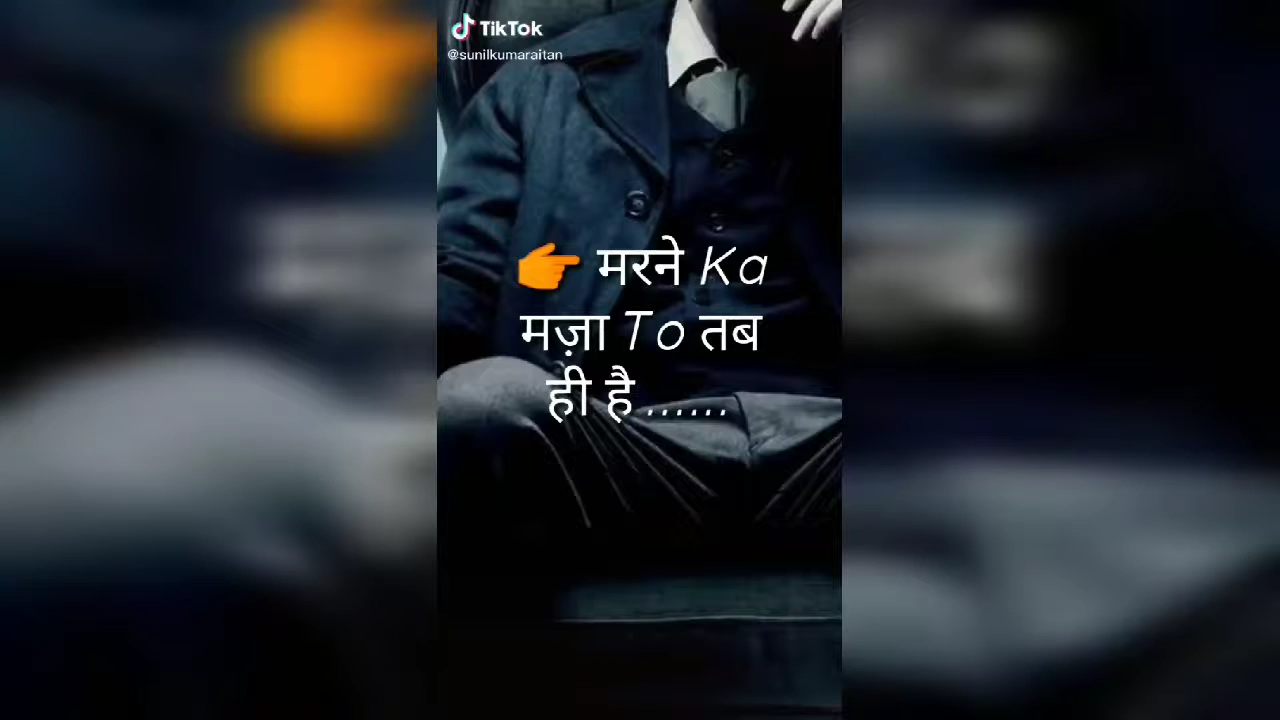 TikTok
@sunilkumaraitan
👉 मरने Ka
मज़ा To तब
ही है ......